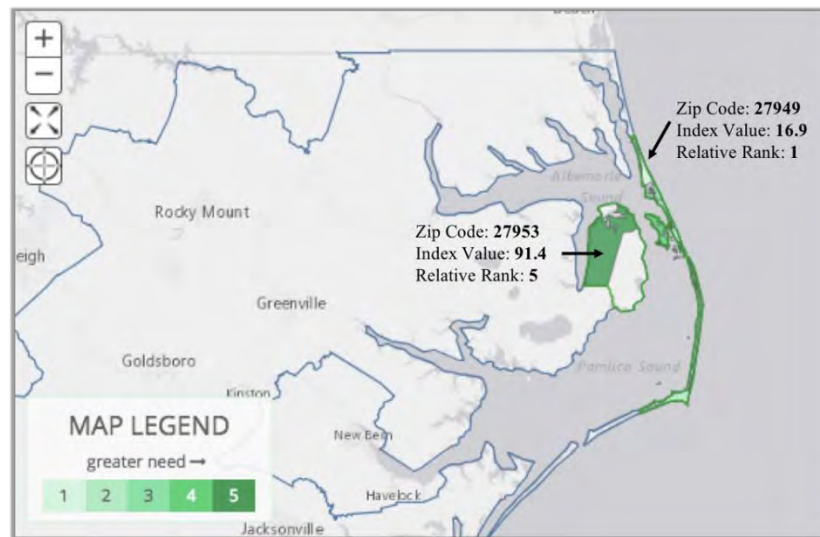 +
−
Zip Code: 27949
Index Value: 16.9
Relative Rank: 1
Albemarle
Sound
Rocky Mount
Zip Code: 27953
Index Value: 91.4
Relative Rank: 5
eigh
Greenville
Goldsboro
Pamlico Sound
Kinston
MAP LEGEND
greater need →
1 2 3 4 5
New Bern
Havelock
Jacksonville